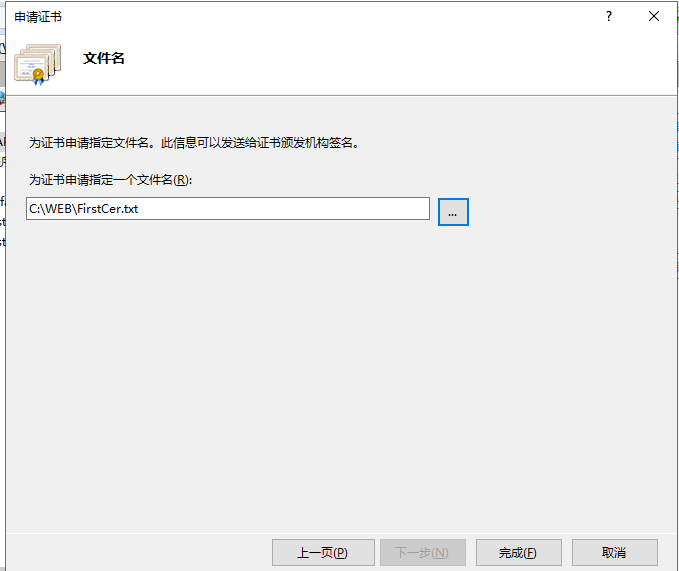 申请证书
?
文件名
为证书申请指定文件名。此信息可以发送给证书颁发机构签名。
为证书申请指定一个文件名(R):
C:\WEB\FirstCer.txt
...
上一页(P)
下一步(N)
完成(F)
取消